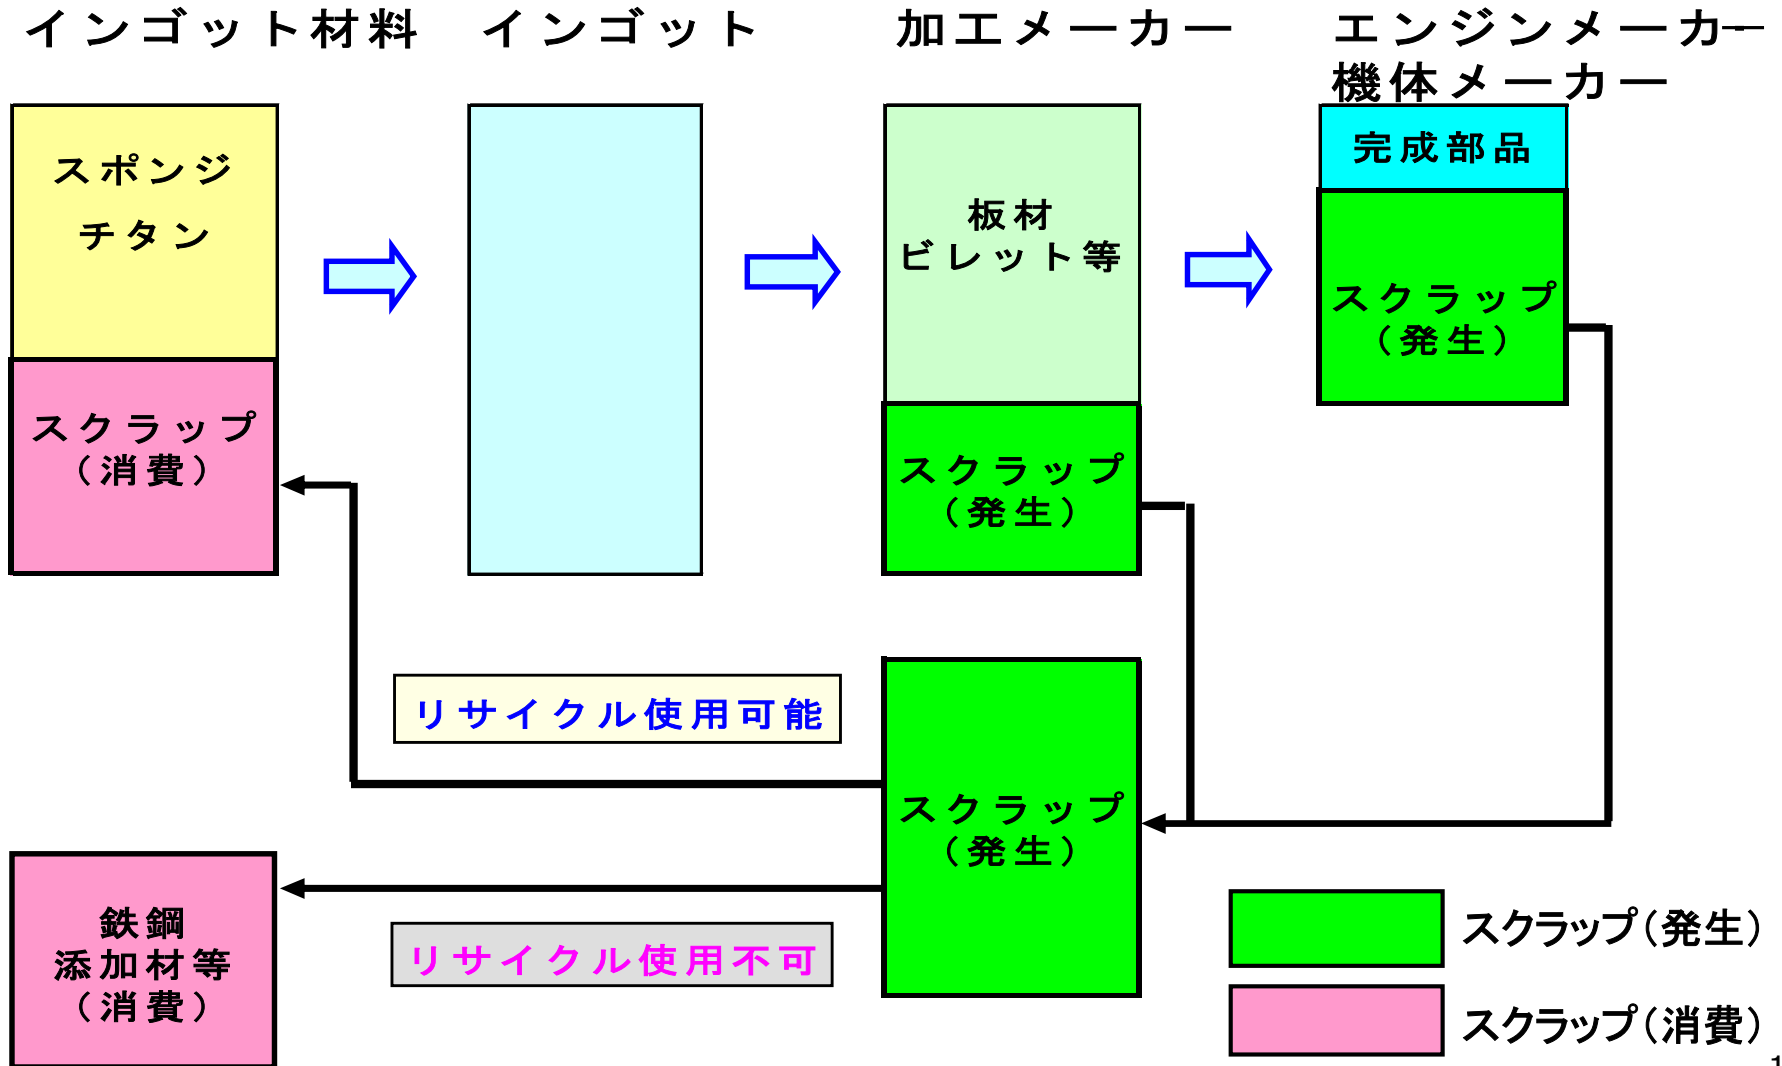 インゴット材料
インゴット
加工メーカー
エンジンメーカー
機体メーカー
スポンジ
チタン
スクラップ
（消費）
板材
ビレット等
スクラップ
（発生）
完成部品
スクラップ
（発生）
リサイクル使用可能
スクラップ
（発生）
リサイクル使用不可
鉄鋼
添加材等
（消費）
スクラップ（発生）
スクラップ（消費）
1